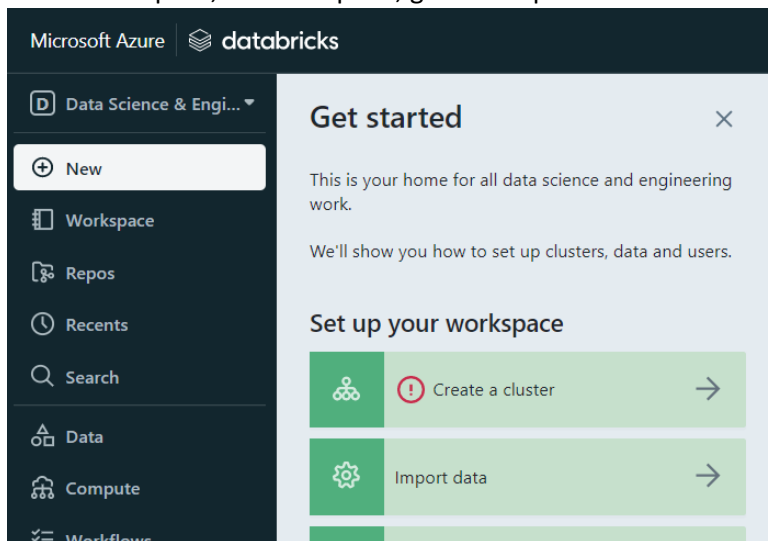 Microsoft Azure databricks
D Data Science & Engi...
New
Workspace
Repos
Recents
Search
Data
Compute
Workflows
Get started
This is your home for all data science and engineering
work.
We'll show you how to set up clusters, data and users.
Set up your workspace
Create a cluster
Import data